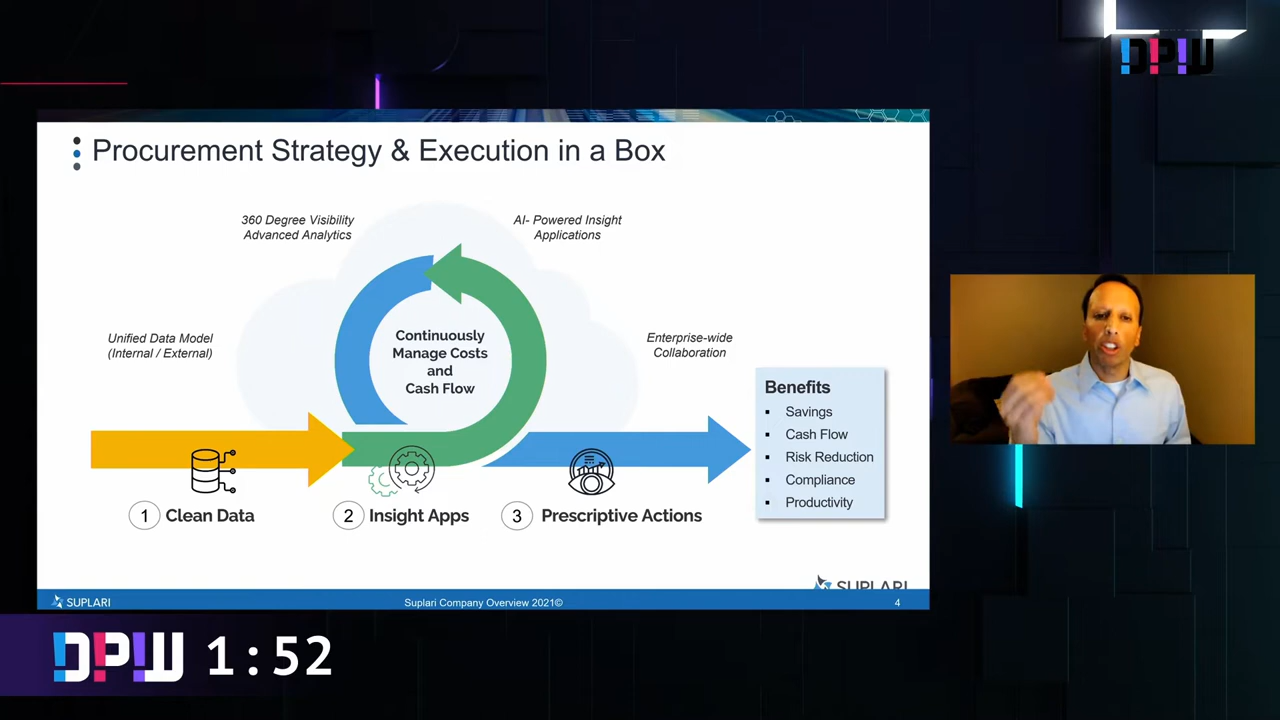 DPW
Procurement Strategy & Execution in a Box
360 Degree Visibility
Advanced Analytics
AI- Powered Insight
Applications
Unified Data Model
(Internal / External)
Continuously
Manage Costs
and
Cash Flow
Enterprise-wide
Collaboration
Benefits
▪ Savings
▪ Cash Flow
▪ Risk Reduction
▪ Compliance
▪ Productivity
1 Clean Data
2 Insight Apps
3 Prescriptive Actions
SUPLARI
SUPLARI
Suplari Company Overview 2021©
4
DPW 1:52